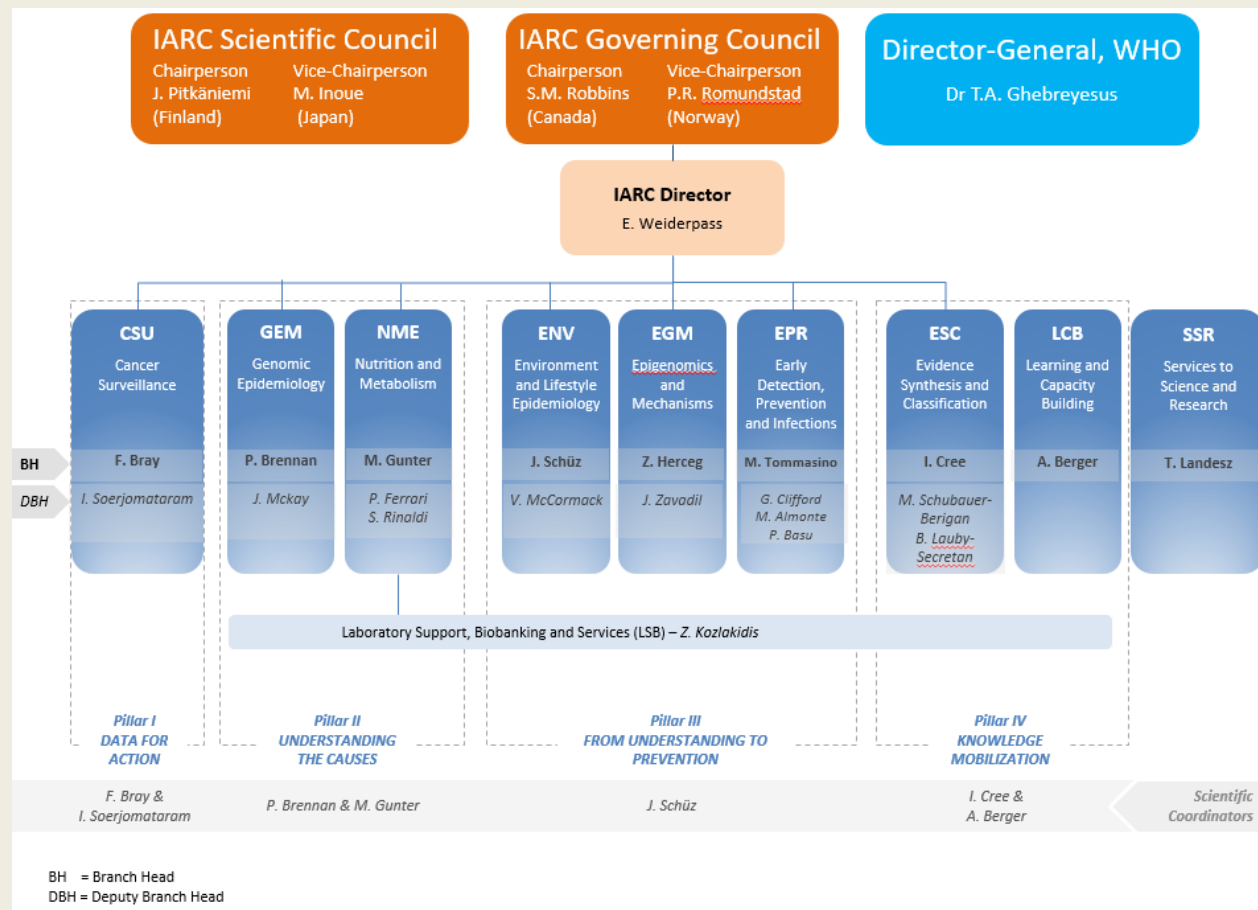 IARC Scientific Council
Chairperson Vice-Chairperson
J. Pitkäniemi M. Inoue
(Finland) (Japan)
IARC Governing Council
Chairperson Vice-Chairperson
S.M. Robbins P.R. Romundstad
(Canada) (Norway)
Director-General, WHO
Dr T.A. Ghebreyesus
IARC Director
E. Weiderpass
CSU
Cancer
Surveillance
F. Bray
I. Soerjomataram
GEM
Genomic
Epidemiology
P. Brennan
J. Mckay
NME
Nutrition and
Metabolism
M. Gunter
P. Ferrari
S. Rinaldi
ENV
Environment
and Lifestyle
Epidemiology
J. Schüz
V. McCormack
EGM
Epigenomics
and
Mechanisms
Z. Herceg
J. Zavadil
EPR
Early
Detection,
Prevention
and Infections
M. Tommasino
G. Clifford
M. Almonte
P. Basu
ESC
Evidence
Synthesis and
Classification
I. Cree
M. Schubauer-
Berigan
B. Lauby-
Secretan
LCB
Learning and
Capacity
Building
A. Berger
SSR
Services to
Science and
Research
T. Landesz
BH
DBH
Laboratory Support, Biobanking and Services (LSB) – Z. Kozlakidis
Pillar I
DATA FOR
ACTION
Pillar II
UNDERSTANDING
THE CAUSES
Pillar III
FROM UNDERSTANDING TO
PREVENTION
Pillar IV
KNOWLEDGE
MOBILIZATION
F. Bray &
I. Soerjomataram
P. Brennan & M. Gunter
J. Schüz
I. Cree &
A. Berger
Scientific
Coordinators
BH = Branch Head
DBH = Deputy Branch Head